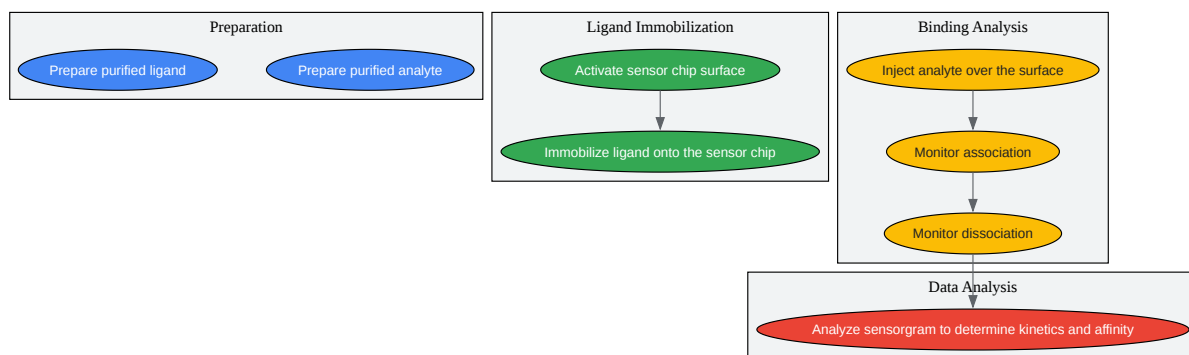 Preparation
Prepare purified ligand
Prepare purified analyte
Ligand Immobilization
Activate sensor chip surface
Immobilize ligand onto the sensor chip
Binding Analysis
Inject analyte over the surface
Monitor association
Monitor dissociation
Data Analysis
Analyze sensorgram to determine kinetics and affinity